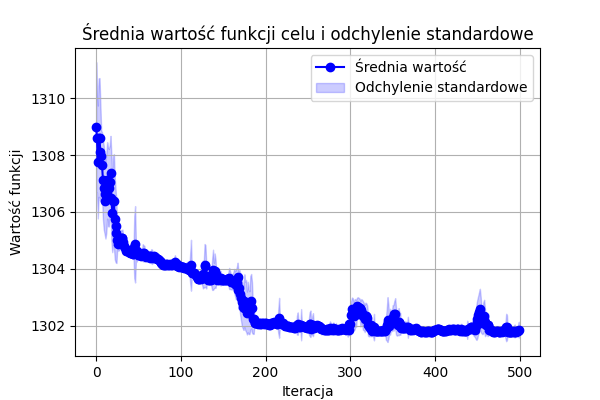 Średnia wartość funkcji celu i odchylenie standardowe
Średnia wartość
Odchylenie standardowe
Wartość funkcji
1310
1308
1306
1304
1302
0 100 200 300 400 500
Iteracja